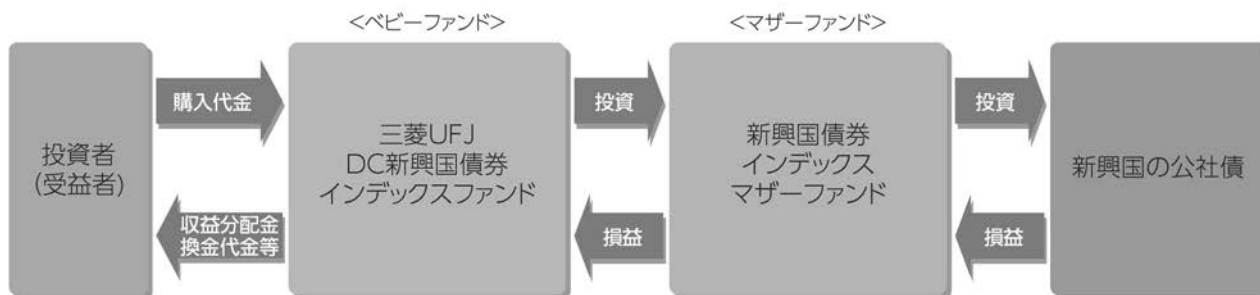 <ベビーファンド>
<マザーファンド>
投資者
(受益者)
購入代金
収益分配金
換金代金等
三菱UFJ
DC新興国債券
インデックスファンド
投資
損益
新興国債券
インデックス
マザーファンド
投資
損益
新興国の公社債